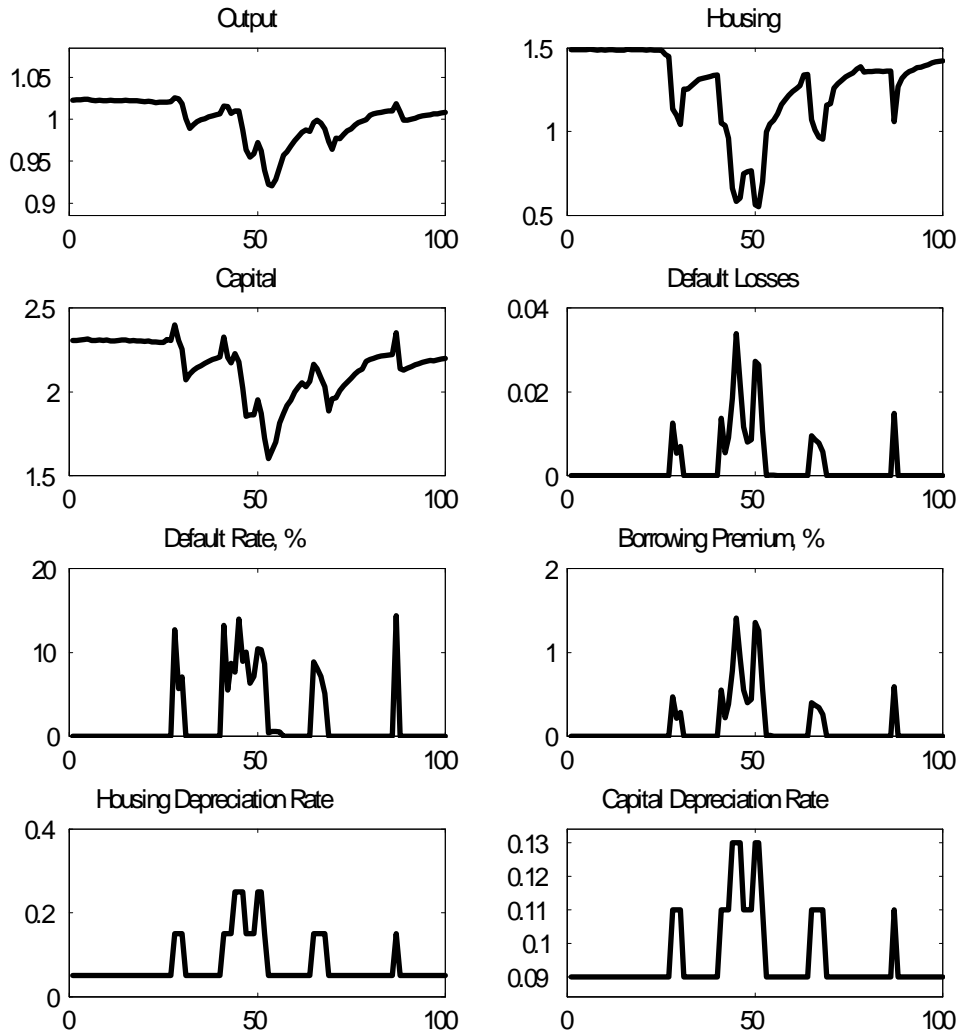 Output
1.05
1
0.95
0.9
0 50 100
Housing
1.5
1
0.5
0 50 100
Capital
2.5
2
1.5
0 50 100
Default Losses
0.04
0.02
0
0 50 100
Default Rate, %
20
10
0
0 50 100
Borrowing Premium, %
2
1
0
0 50 100
Housing Depreciation Rate
0.4
0.2
0
0 50 100
Capital Depreciation Rate
0.13
0.12
0.11
0.1
0.09
0 50 100